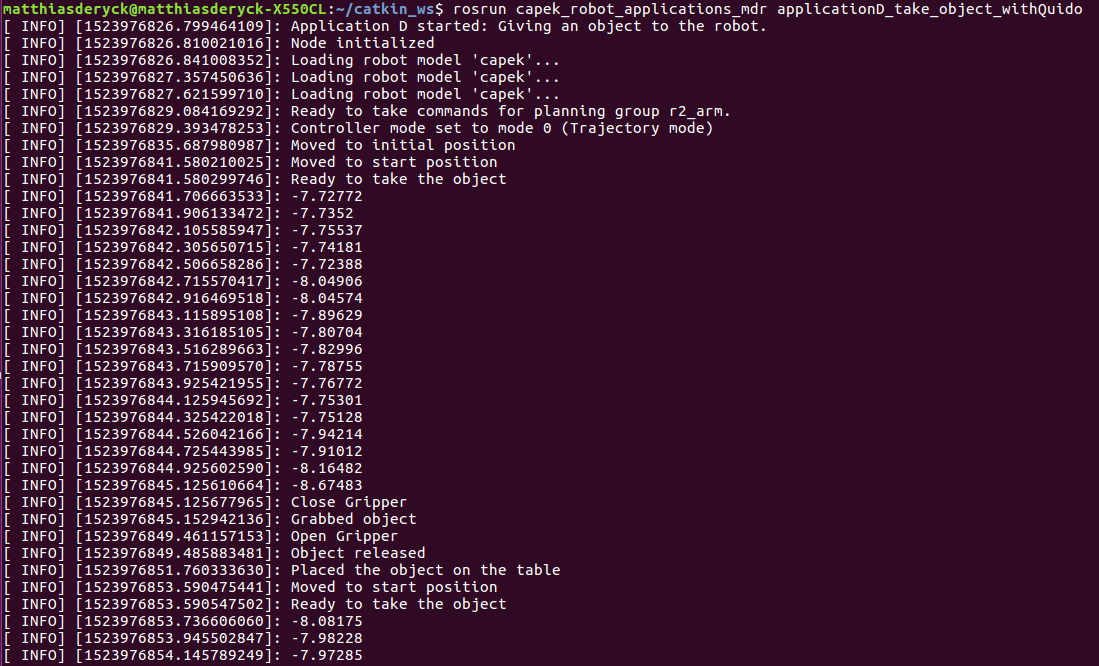 matthiasderyck@matthiasderyck-X550CL:~/catkin_ws$ rosrun capek_robot_applications_mdr applicationD_take_object_withQuido
[ INFO] [1523976826.799464109]: Application D started: Giving an object to the robot.
[ INFO] [1523976826.810021016]: Node initialized
[ INFO] [1523976826.841008352]: Loading robot model 'capek'...
[ INFO] [1523976827.357450636]: Loading robot model 'capek'...
[ INFO] [1523976827.621599710]: Loading robot model 'capek'...
[ INFO] [1523976829.084169292]: Ready to take commands for planning group r2_arm.
[ INFO] [1523976829.393478253]: Controller mode set to mode 0 (Trajectory mode)
[ INFO] [1523976835.687980987]: Moved to initial position
[ INFO] [1523976841.580210025]: Moved to start position
[ INFO] [1523976841.580299746]: Ready to take the object
[ INFO] [1523976841.706663533]: -7.72772
[ INFO] [1523976841.906133472]: -7.7352
[ INFO] [1523976842.105585947]: -7.75537
[ INFO] [1523976842.305650715]: -7.74181
[ INFO] [1523976842.506658286]: -7.72388
[ INFO] [1523976842.715570417]: -8.04906
[ INFO] [1523976842.916469518]: -8.04574
[ INFO] [1523976843.115895108]: -7.89629
[ INFO] [1523976843.316185105]: -7.80704
[ INFO] [1523976843.516289663]: -7.82996
[ INFO] [1523976843.715909570]: -7.78755
[ INFO] [1523976843.925421955]: -7.76772
[ INFO] [1523976844.125945692]: -7.75301
[ INFO] [1523976844.325422018]: -7.75128
[ INFO] [1523976844.526042166]: -7.94214
[ INFO] [1523976844.725443985]: -7.91012
[ INFO] [1523976844.925602590]: -8.16482
[ INFO] [1523976845.125610664]: -8.67483
[ INFO] [1523976845.125677965]: Close Gripper
[ INFO] [1523976845.152942136]: Grabbed object
[ INFO] [1523976849.461157153]: Open Gripper
[ INFO] [1523976849.485883481]: Object released
[ INFO] [1523976851.760333630]: Placed the object on the table
[ INFO] [1523976853.590475441]: Moved to start position
[ INFO] [1523976853.590547502]: Ready to take the object
[ INFO] [1523976853.736606060]: -8.08175
[ INFO] [1523976853.945502847]: -7.98228
[ INFO] [1523976854.145789249]: -7.97285